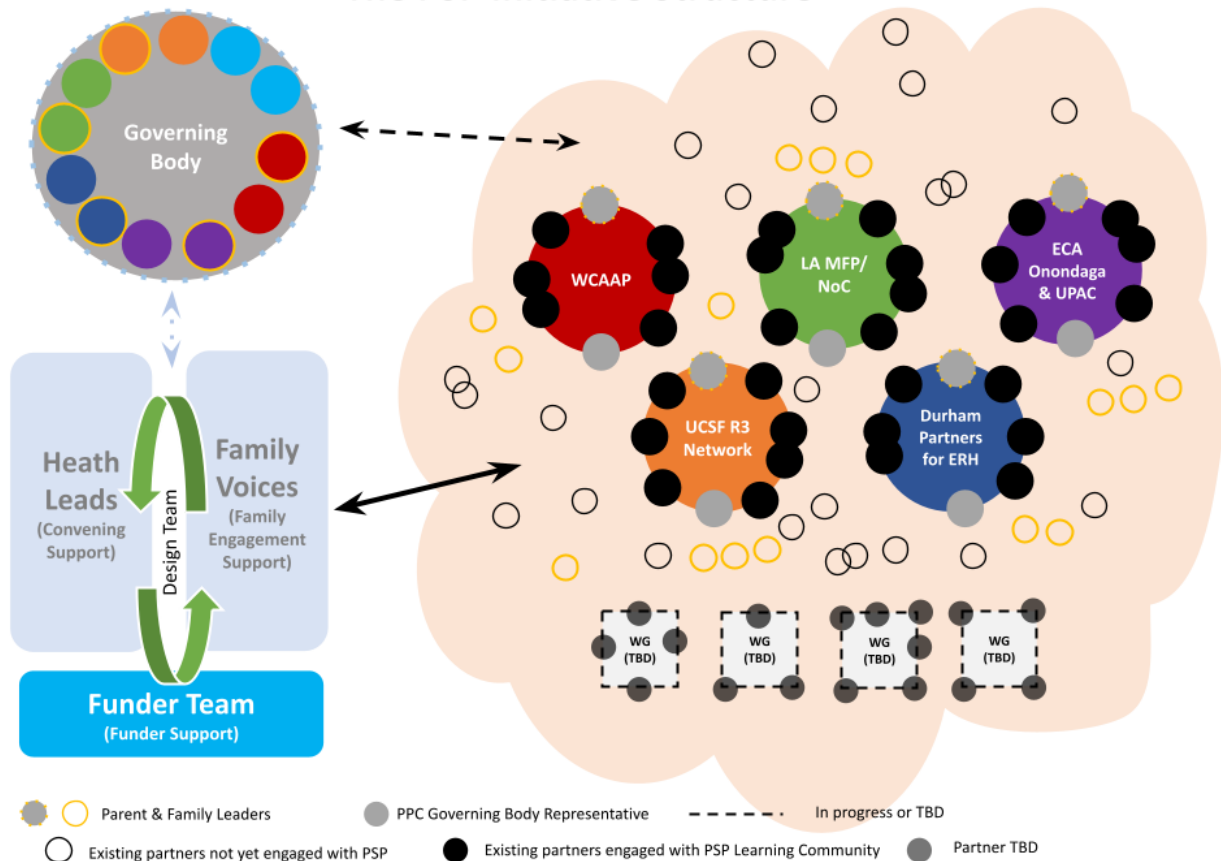 Governing
Body
WCAAP
LA MFP/
NoC
ECA
Onondaga
& UPAC
UCSF R3
Network
Durham
Partners
for ERH
Heath
Leads
(Convening
Support)
Design Team
Family
Voices
(Family
Engagement
Support)
WG
(TBD)
WG
(TBD)
WG
(TBD)
WG
(TBD)
Funder Team
(Funder Support)
Parent & Family Leaders
PPC Governing Body Representative
In progress or TBD
Existing partners not yet engaged with PSP
Existing partners engaged with PSP Learning Community
Partner TBD